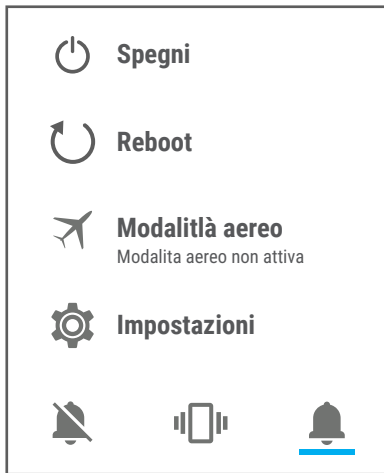 Spegni
Reboot
Modalitlà aereo
Modalita aereo non attiva
Impostazioni